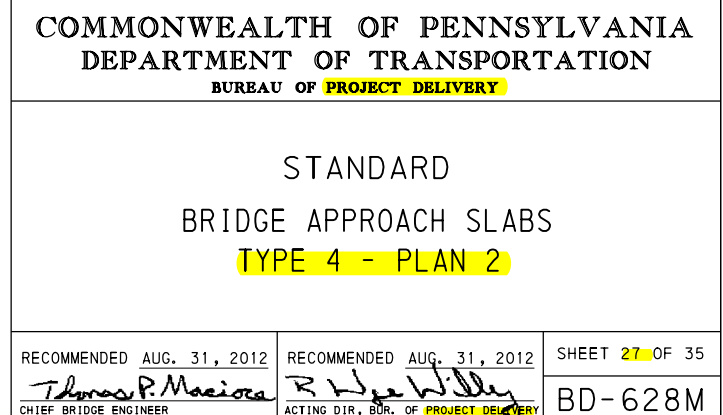 COMMONWEALTH OF PENNSYLVANIA
DEPARTMENT OF TRANSPORTATION
BUREAU OF PROJECT DELIVERY
STANDARD
BRIDGE APPROACH SLABS
TYPE 4 - PLAN 2
RECOMMENDED AUG. 31, 2012
Thomas P. Macioce
CHIEF BRIDGE ENGINEER
RECOMMENDED AUG. 31, 2012
ACTING DIR, BUR. OF PROJECT DELIVERY
SHEET 27 OF 35
BD-628M